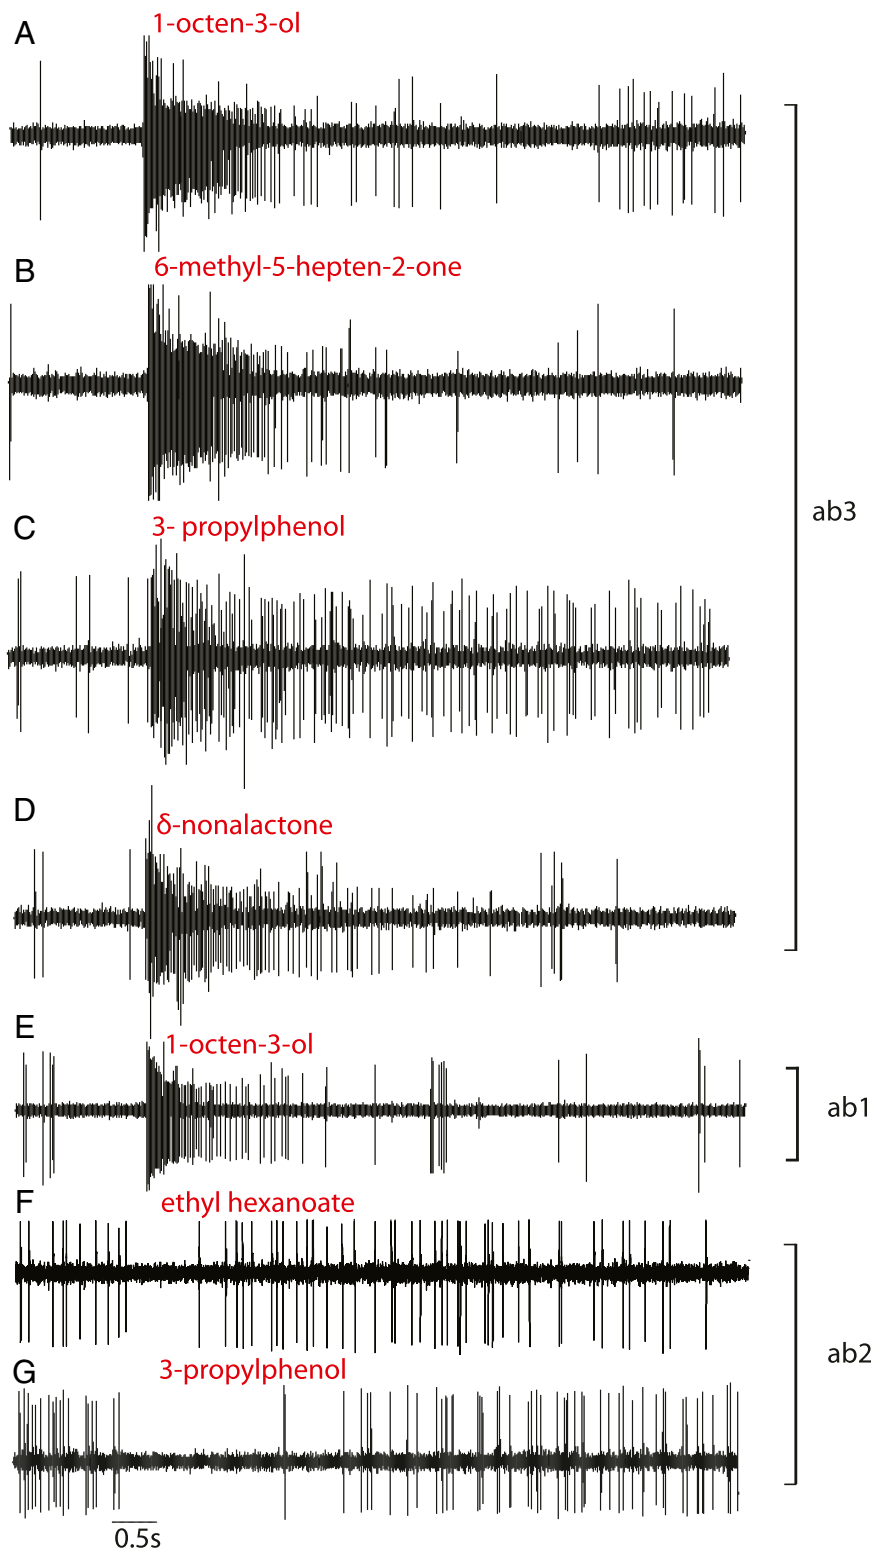 A
1-octen-3-ol
B
6-methyl-5-hepten-2-one
C
3- propylphenol
ab3
D
δ-nonalactone
E
1-octen-3-ol
ab1
F
ethyl hexanoate
ab2
G
3-propylphenol
0.5s